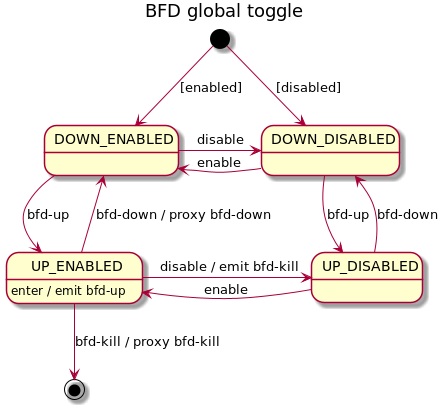 BFD global toggle
[enabled]
[disabled]
DOWN_ENABLED
disable
DOWN_DISABLED
enable
bfd-up
bfd-down / proxy bfd-down
bfd-up
bfd-down
UP_ENABLED
enter / emit bfd-up
disable / emit bfd-kill
UP_DISABLED
enable
bfd-kill / proxy bfd-kill